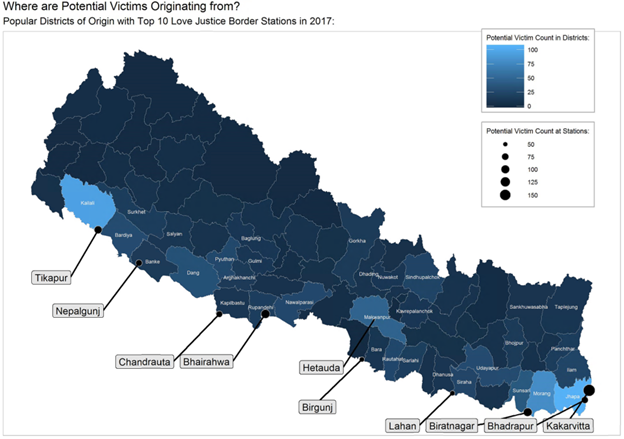 Where are Potential Victims Originating from?
Popular Districts of Origin with Top 10 Love Justice Border Stations in 2017:
Potential Victim Count in Districts:
100
75
50
25
0
Potential Victim Count at Stations:
50
75
100
125
150
Kailali
Surkhet
Bardiya
Salyan
Banke
Dang
Pyuthan
Baglung
Gulmi
Arghakhanchi
Kapilbastu
Rupandehi
Nawalparasi
Gorkha
Dhading
Nuwakot
Sindhupalchok
Makwanpur
Kavrepalanchok
Bara
Rautahat
Sarlahi
Dhanusa
Siraha
Udayapur
Sankhuwasabha
Taplejung
Bhojpur
Panchthar
Ilam
Sunsari
Morang
Jhapa
Tikapur
Nepalgunj
Chandrauta
Bhairahwa
Hetauda
Birgunj
Lahan
Biratnagar
Bhadrapur
Kakarvitta